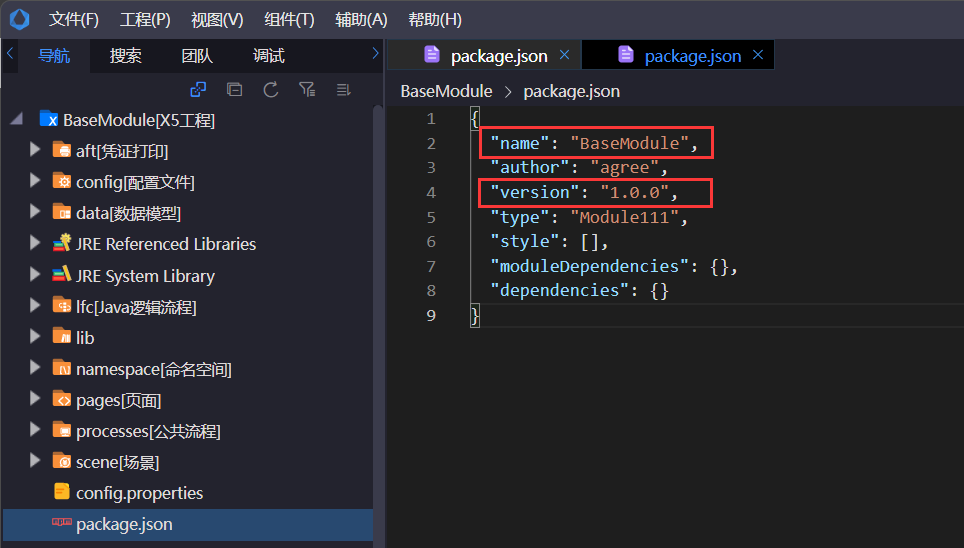 文件(F) 工程(P) 视图(V) 组件(T) 辅助(A) 帮助(H)
导航 搜索 团队 调试
package.json × package.json ×
BaseModule > package.json
BaseModule[X5工程]
aft[凭证打印]
config[配置文件]
data[数据模型]
JRE Referenced Libraries
JRE System Library
lfc[Java逻辑流程]
lib
namespace[命名空间]
pages[页面]
processes[公共流程]
scene[场景]
config.properties
package.json
1 {
2 "name": "BaseModule",
3 "author": "agree",
4 "version": "1.0.0",
5 "type": "Module111",
6 "style": [],
7 "moduleDependencies": {},
8 "dependencies": {}
9 }